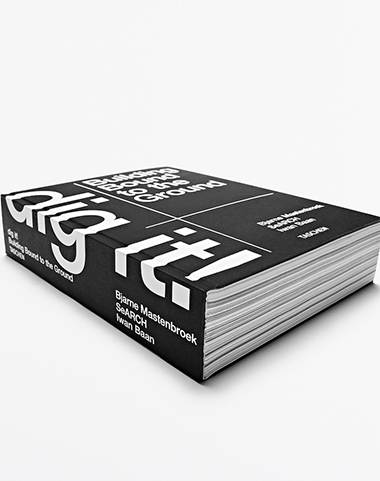 dig it!
Building
Bound
to the
Ground
Bjarne Mastenbroek
SeARCH
Iwan Baan
TASCHEN
dig it!
Building Bound to the Ground
TASCHEN
Bjarne Mastenbroek
SeARCH
Iwan Baan